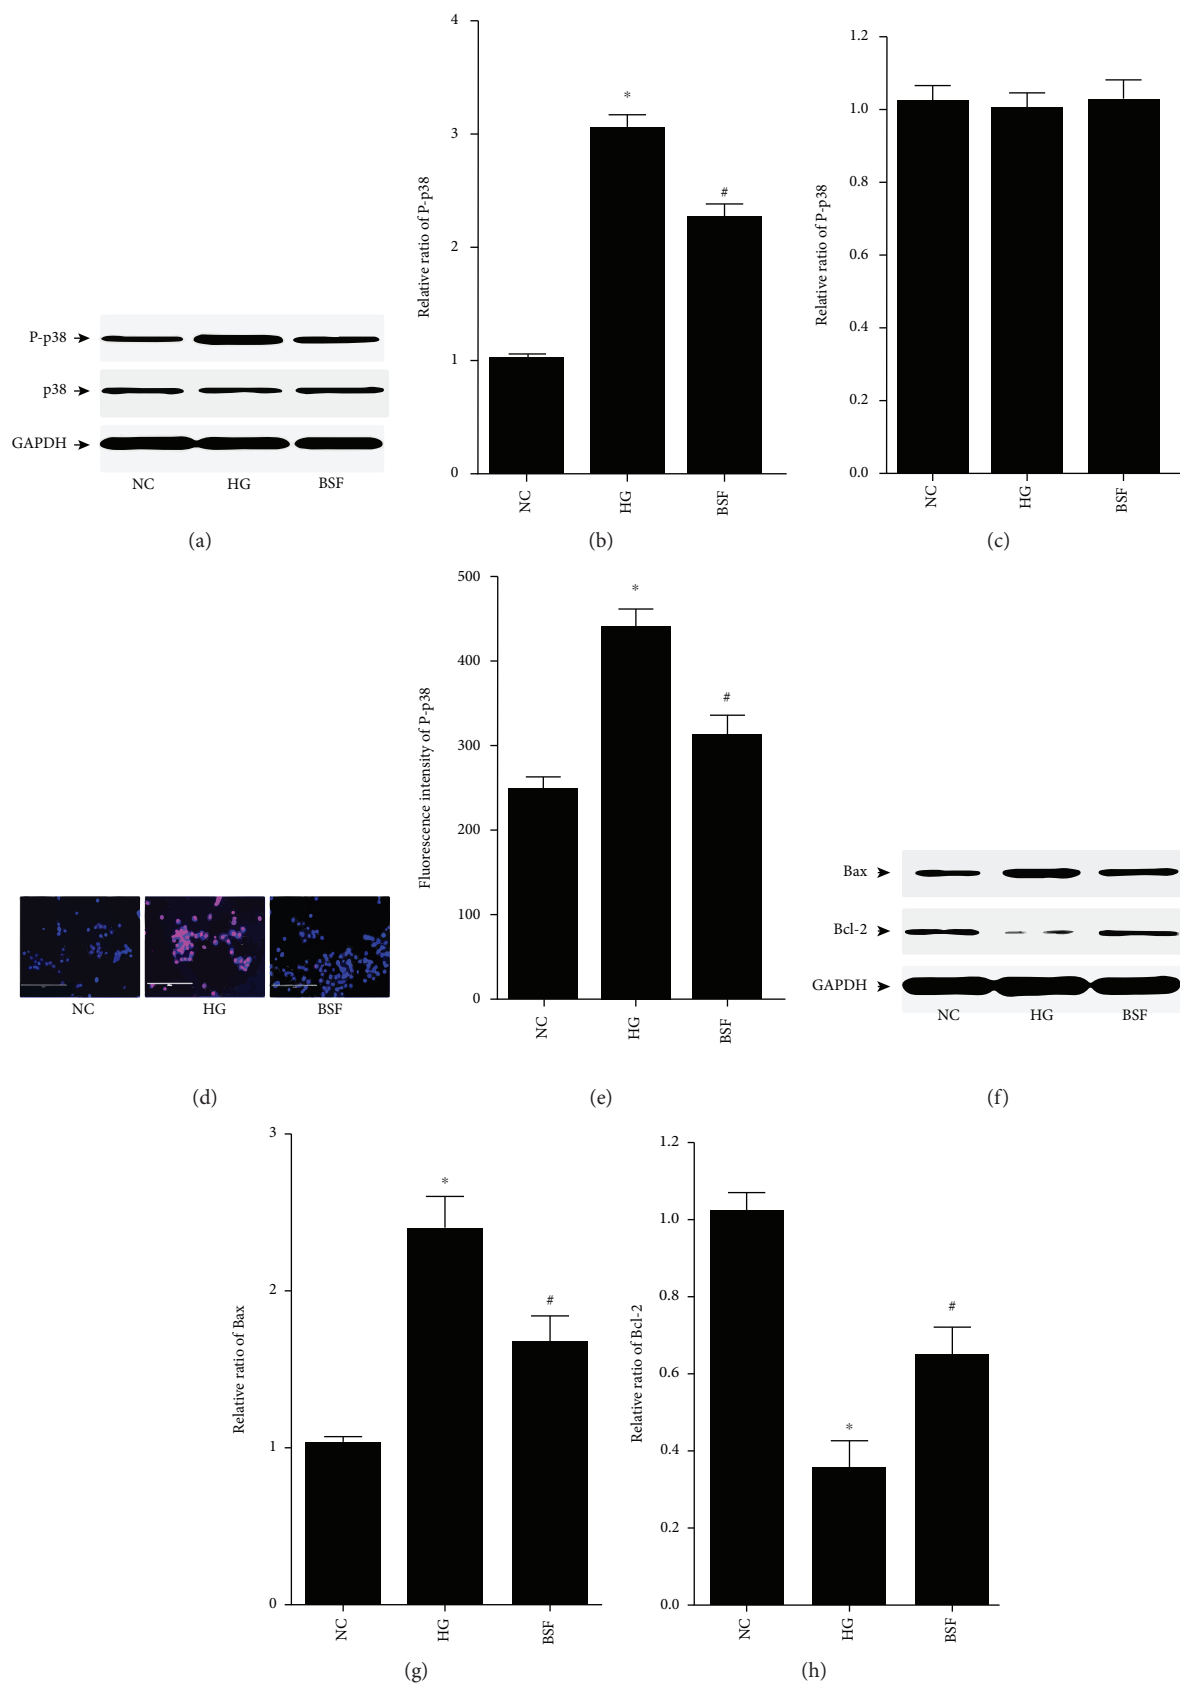 P-p38
p38
GAPDH
NC HG BSF
(a)
4
3
2
1
0
Relative ratio of P-p38
*
#
NC HG BSF
(b)
1.2
1.0
0.8
0.6
0.4
0.2
0.0
Relative ratio of P-p38
NC HG BSF
(c)
NC HG BSF
(d)
500
400
300
200
100
0
Fluorescence intensity of P-p38
*
#
NC HG BSF
(e)
Bax
Bcl-2
GAPDH
NC HG BSF
(f)
3
2
1
0
Relative ratio of Bax
*
#
NC HG BSF
(g)
1.2
1.0
0.8
0.6
0.4
0.2
0.0
Relative ratio of Bcl-2
*
#
NC HG BSF
(h)